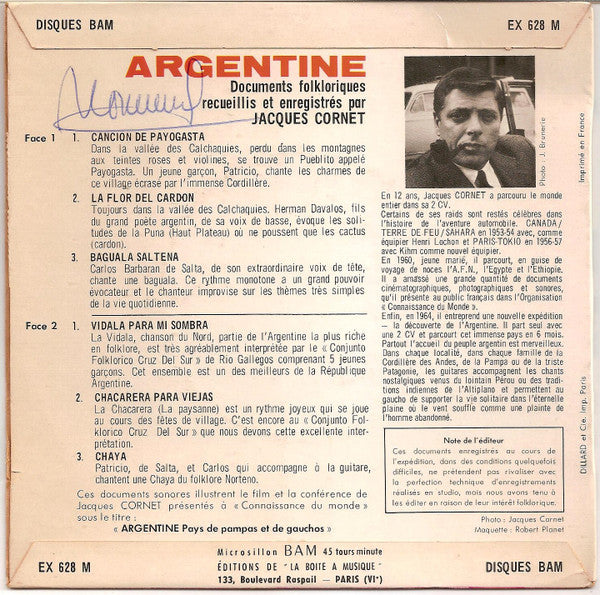 DISQUES BAM
EX 628 M
ARGENTINE
Documents folkloriques
recueillis et enregistrés par
JACQUES CORNET
Face 1 1. CANCION DE PAYOGASTA
Dans la vallée des Calchaquies, perdu dans les montagnes
aux teintes roses et violines, se trouve un Pueblito appelé
Payogasta. Un jeune garçon, Patricio, chante les charmes de
ce village écrasé par l'immense Cordillère.
2. LA FLOR DEL CARDON
Toujours dans la vallée des Calchaquies, Herman Davalos, fils
du grand poète argentin, de sa voix de basse, évoque les soli-
tudes de la Puna (Haut Plateau) où ne poussent que les cactus
(cardon).
3. BAGUALA SALTENA
Carlos Barbaran de Salta, de son extraordinaire voix de tête,
chante une baguala. Ce rythme monotone a un grand pouvoir
évocateur et le chanteur improvise sur les thèmes très simples
de la vie quotidienne.
Face 2 1. VIDALA PARA MI SOMBRA
La Vidala, chanson du Nord, partie de l'Argentine la plus riche
en folklore, est très agréablement interprétée par le « Conjunto
Folklorico Cruz Del Sur » de Rio Gallegos comprenant 5 jeunes
garçons. Cet ensemble est un des meilleurs de la République
Argentine.
2. CHACARERA PARA VIEJAS
La Chacarera (La paysanne) est un rythme joyeux qui se joue
au cours des fêtes de village. C'est encore au « Conjunto Fol-
klorico Cruz Del Sur » que nous devons cette excellente inter-
prétation.
3. CHAYA
Patricio, de Salta, et Carlos qui accompagne à la guitare,
chantent une Chaya du folklore Norteno.
Ces documents sonores illustrent le film et la conférence de
Jacques CORNET présentés à « Connaissance du monde »
sous le titre :
« ARGENTINE Pays de pampas et de gauchos »
Photo : J. Brunerie
Imprimé en France
En 12 ans, Jacques CORNET a parcouru le monde
entier dans sa 2 CV.
Certains de ses raids sont restés célèbres dans
l'histoire de l'aventure automobile. CANADA/
TERRE DE FEU/SAHARA en 1953-54 avec, comme
équipier Henri Lochon et PARIS-TOKIO en 1956-57
avec Kihm comme nouvel équipier.
En 1960, jeune marié, il parcourt, en guise de
voyage de noces l'A.F.N., l'Egypte et l'Ethiopie.
Il a amassé une grande quantité de documents
cinématographiques, photographiques et sonores,
qu'il présente au public français dans l'Organisation
« Connaissance du Monde ».
Enfin, en 1964, il entreprend une nouvelle expédition
— la découverte de l'Argentine. Il part seul avec
une 2 CV et parcourt cet immense pays en 6 mois.
Partout l'accueil du peuple argentin est merveilleux.
Dans chaque localité, dans chaque famille de la
Cordillère des Andes, de la Pampa ou de la triste
Patagonie, les guitares accompagnent les chants
nostalgiques venus du lointain Pérou ou des tradi-
tions indiennes de l'Altiplano et permettent au
gaucho de supporter la vie solitaire dans l'éternelle
plaine où le vent souffle comme une plainte de
l'homme abandonné.
Note de l'éditeur
Ces documents enregistrés au cours de
l'expédition, dans des conditions quelquefois
difficiles, ne prétendent pas rivaliser avec
la perfection technique d'enregistrements
réalisés en studio, mais nous avons tenu à
les éditer en raison de leur intérêt folklorique.
Photo : Jacques Cornet
Maquette : Robert Planet
DILLARD et Cie. Imp. Paris
EX 628 M
Microsillon BAM 45 tours minute
ÉDITIONS DE "LA BOITE A MUSIQUE"
133, Boulevard Raspail — PARIS (VIe)
DISQUES BAM